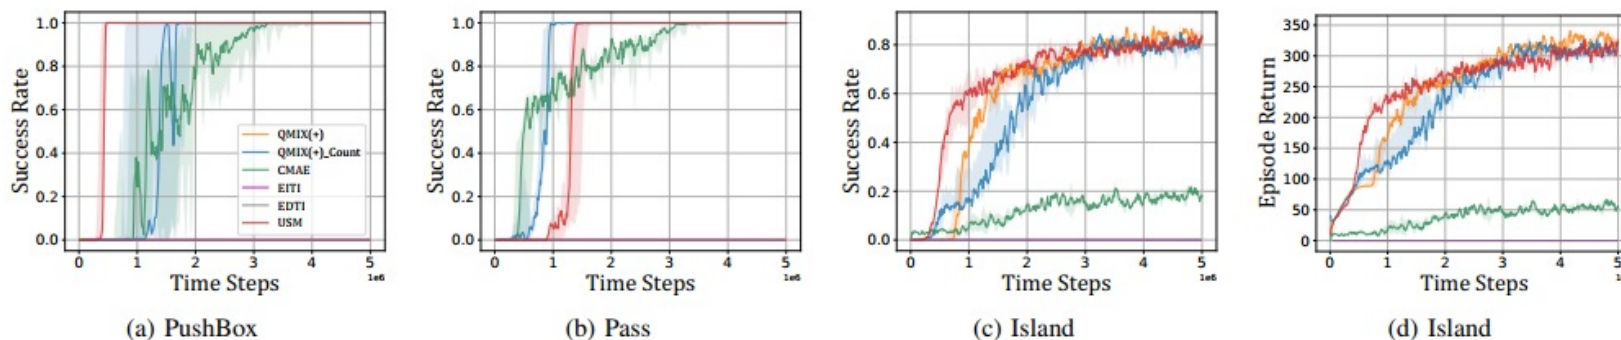 Success Rate
1.0
0.8
0.6
0.4
0.2
0.0
0 1 2 3 4 5
1e6
Time Steps
QMIX(+)
QMIX(+)_Count
CMAE
EITI
EDTI
USM
(a) PushBox
Success Rate
1.0
0.8
0.6
0.4
0.2
0.0
0 1 2 3 4 5
1e6
Time Steps
(b) Pass
Success Rate
0.8
0.6
0.4
0.2
0.0
0 1 2 3 4 5
1e6
Time Steps
(c) Island
Episode Return
350
300
250
200
150
100
50
0
0 1 2 3 4 5
Time Steps
(d) Island